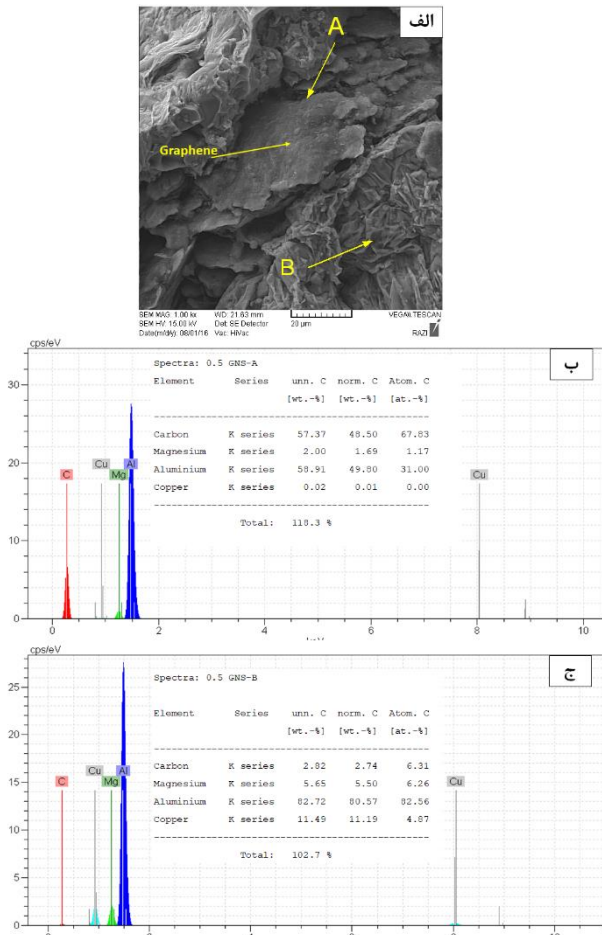 الف
A
Graphene
B
SEM MAG: 1.00 kx WD: 21.63 mm VEGA\\ TESCAN
SEM HV: 15.00 kV Det: SE Detector 20 µm
Date(m/d/y): 08/01/16 Vac: HiVac RAZI
cps/eV
ب
Spectra: 0.5 GNS-A
Element Series unn. C norm. C Atom. C
[wt.-%] [wt.-%] [at.-%]
Carbon K series 57.37 48.50 67.83
Magnesium K series 2.00 1.69 1.17
Aluminium K series 58.91 49.80 31.00
Copper K series 0.02 0.01 0.00
Total: 118.3 %
C Cu Mg Al Cu
30
20
10
0
0 2 4 6 8 10
cps/eV
ج
Spectra: 0.5 GNS-B
Element Series unn. C norm. C Atom. C
[wt.-%] [wt.-%] [at.-%]
Carbon K series 2.82 2.74 6.31
Magnesium K series 5.65 5.50 6.26
Aluminium K series 82.72 80.57 82.56
Copper K series 11.49 11.19 4.87
Total: 102.7 %
C Cu Mg Al Cu
25
20
15
10
5
0